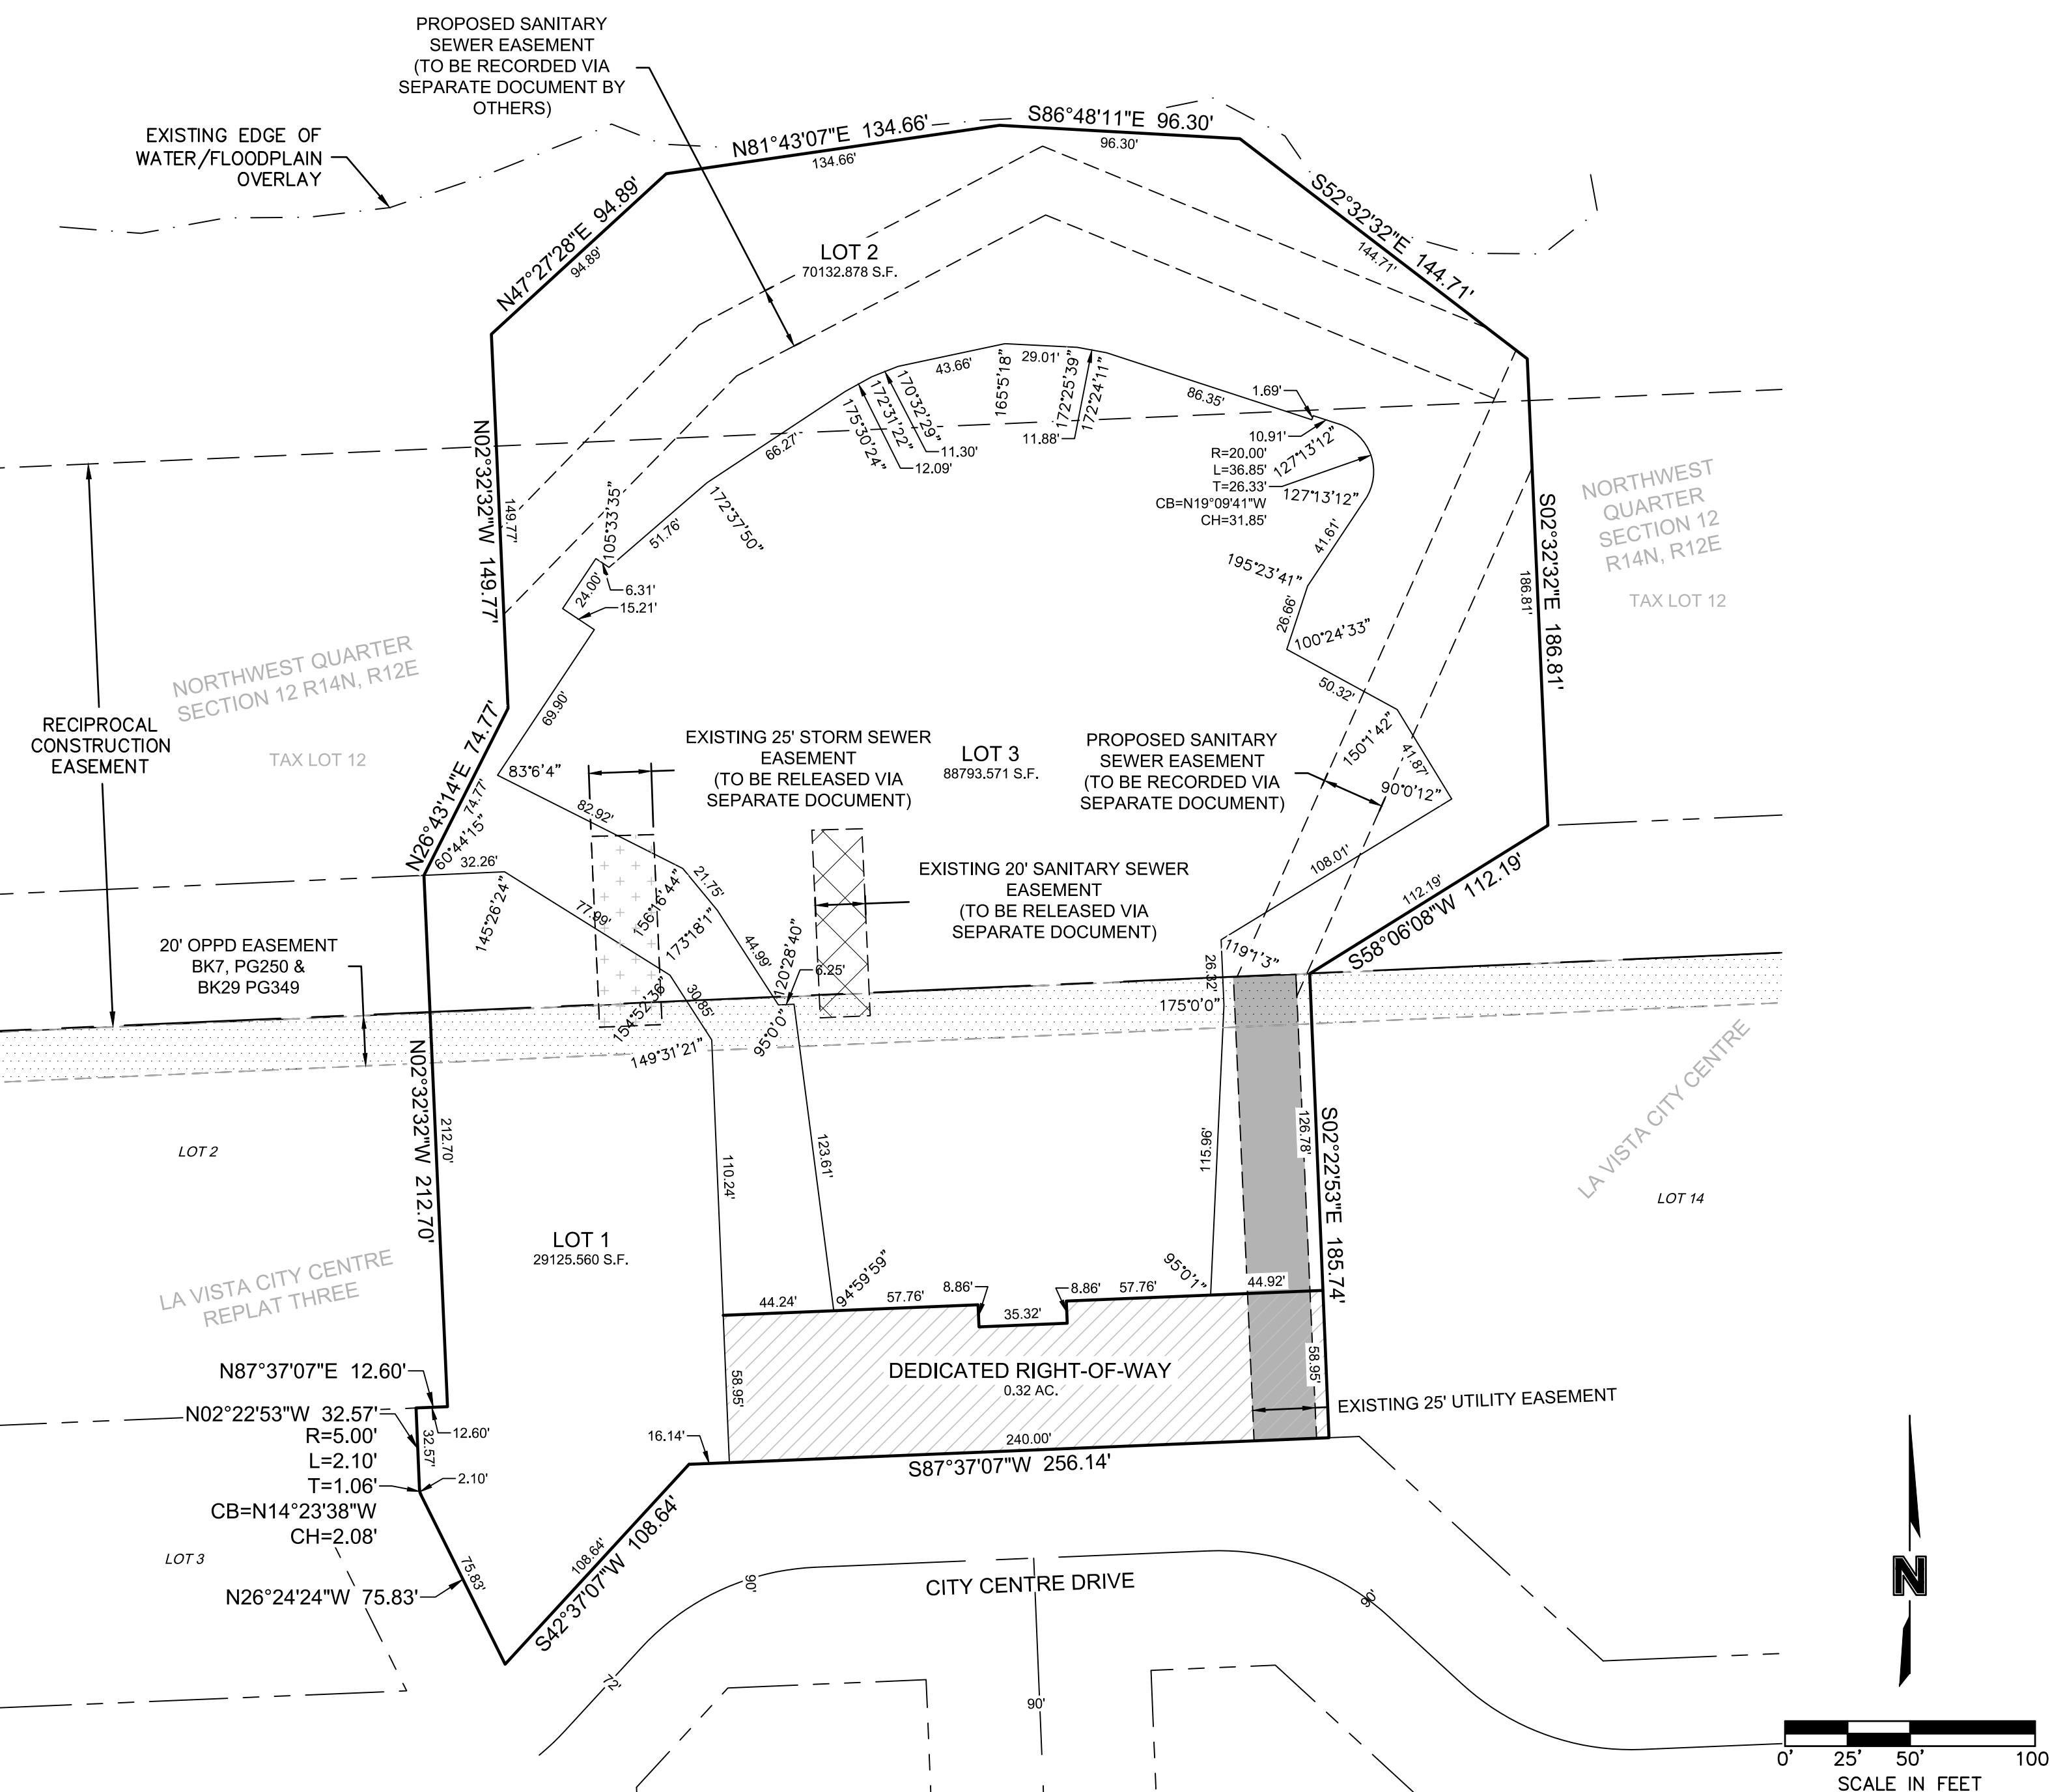 PROPOSED SANITARY
SEWER EASEMENT
(TO BE RECORDED VIA
SEPARATE DOCUMENT BY
OTHERS)
EXISTING EDGE OF
WATER/FLOODPLAIN
OVERLAY
N81°43'07"E 134.66'
134.66'
S86°48'11"E 96.30'
96.30'
N47°27'28"E 94.89'
94.89'
S52°32'32"E 144.71'
144.71'
LOT 2
70132.878 S.F.
43.66'
29.01'
165°5'18"
172°25'39"
172°24'11"
11.88'
170°32'29"
172°31'22"
175°30'24"
11.30'
12.09'
66.27'
86.35'
1.69'
10.91'
R=20.00'
L=36.85'
T=26.33'
CB=N19°09'41"W
CH=31.85'
127°13'12"
127°13'12"
N02°32'32"W 149.77'
149.77'
105°33'35"
51.76'
172°37'50"
24.00'
6.31'
15.21'
41.61'
195°23'41"
26.66'
100°24'33"
50.32'
S02°32'32"E 186.81'
186.81'
NORTHWEST
QUARTER
SECTION 12
R14N, R12E
TAX LOT 12
NORTHWEST QUARTER
SECTION 12 R14N, R12E
TAX LOT 12
RECIPROCAL
CONSTRUCTION
EASEMENT
69.90'
N26°43'14"E 74.77'
74.77'
60°44'15"
83°6'4"
EXISTING 25' STORM SEWER
EASEMENT
(TO BE RELEASED VIA
SEPARATE DOCUMENT)
LOT 3
88793.571 S.F.
PROPOSED SANITARY
SEWER EASEMENT
(TO BE RECORDED VIA
SEPARATE DOCUMENT)
150°1'42"
41.87'
90°0'12"
82.92'
32.26'
145°26'24"
77.99'
21.75'
156°16'44"
173°18'1"
44.99'
120°28'40"
6.25'
EXISTING 20' SANITARY SEWER
EASEMENT
(TO BE RELEASED VIA
SEPARATE DOCUMENT)
108.01'
112.19'
S58°06'08"W 112.19'
119°1'3"
26.32'
175°0'0"
20' OPPD EASEMENT
BK7, PG250 &
BK29 PG349
154°52'36"
30.85'
149°31'21"
95°0'0"
N02°32'32"W 212.70'
212.70'
110.24'
123.61'
115.96'
126.78'
S02°22'53"E 185.74'
LA VISTA CITY CENTRE
LOT 14
LOT 2
LOT 1
29125.560 S.F.
LA VISTA CITY CENTRE
REPLAT THREE
44.24'
94°59'59"
57.76'
8.86'
35.32'
8.86'
57.76'
95°0'1"
44.92'
DEDICATED RIGHT-OF-WAY
0.32 AC.
58.95'
58.95'
EXISTING 25' UTILITY EASEMENT
N87°37'07"E 12.60'
12.60'
N02°22'53"W 32.57'
32.57'
R=5.00'
L=2.10'
T=1.06'
CB=N14°23'38"W
CH=2.08'
2.10'
16.14'
240.00'
S87°37'07"W 256.14'
LOT 3
N26°24'24"W 75.83'
75.83'
108.64'
S42°37'07"W 108.64'
CITY CENTRE DRIVE
90'
90'
72'
90'
N
0' 25' 50' 100
SCALE IN FEET